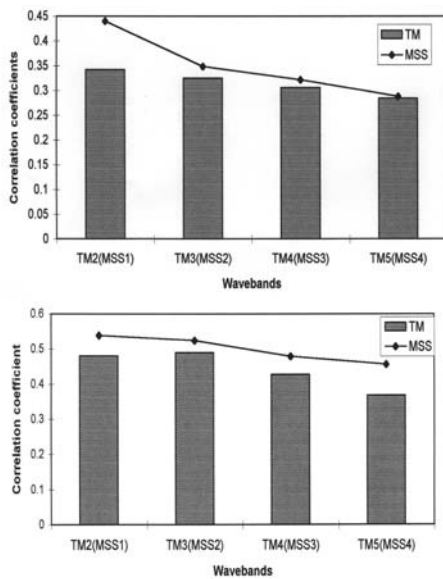 Correlation coefficients
0.45
0.4
0.35
0.3
0.25
0.2
0.15
0.1
0.05
0
TM
MSS
TM2(MSS1) TM3(MSS2) TM4(MSS3) TM5(MSS4)
Wavebands
Correlation coefficient
0.6
0.5
0.4
0.3
0.2
0.1
0
TM
MSS
TM2(MSS1) TM3(MSS2) TM4(MSS3) TM5(MSS4)
Wavebands